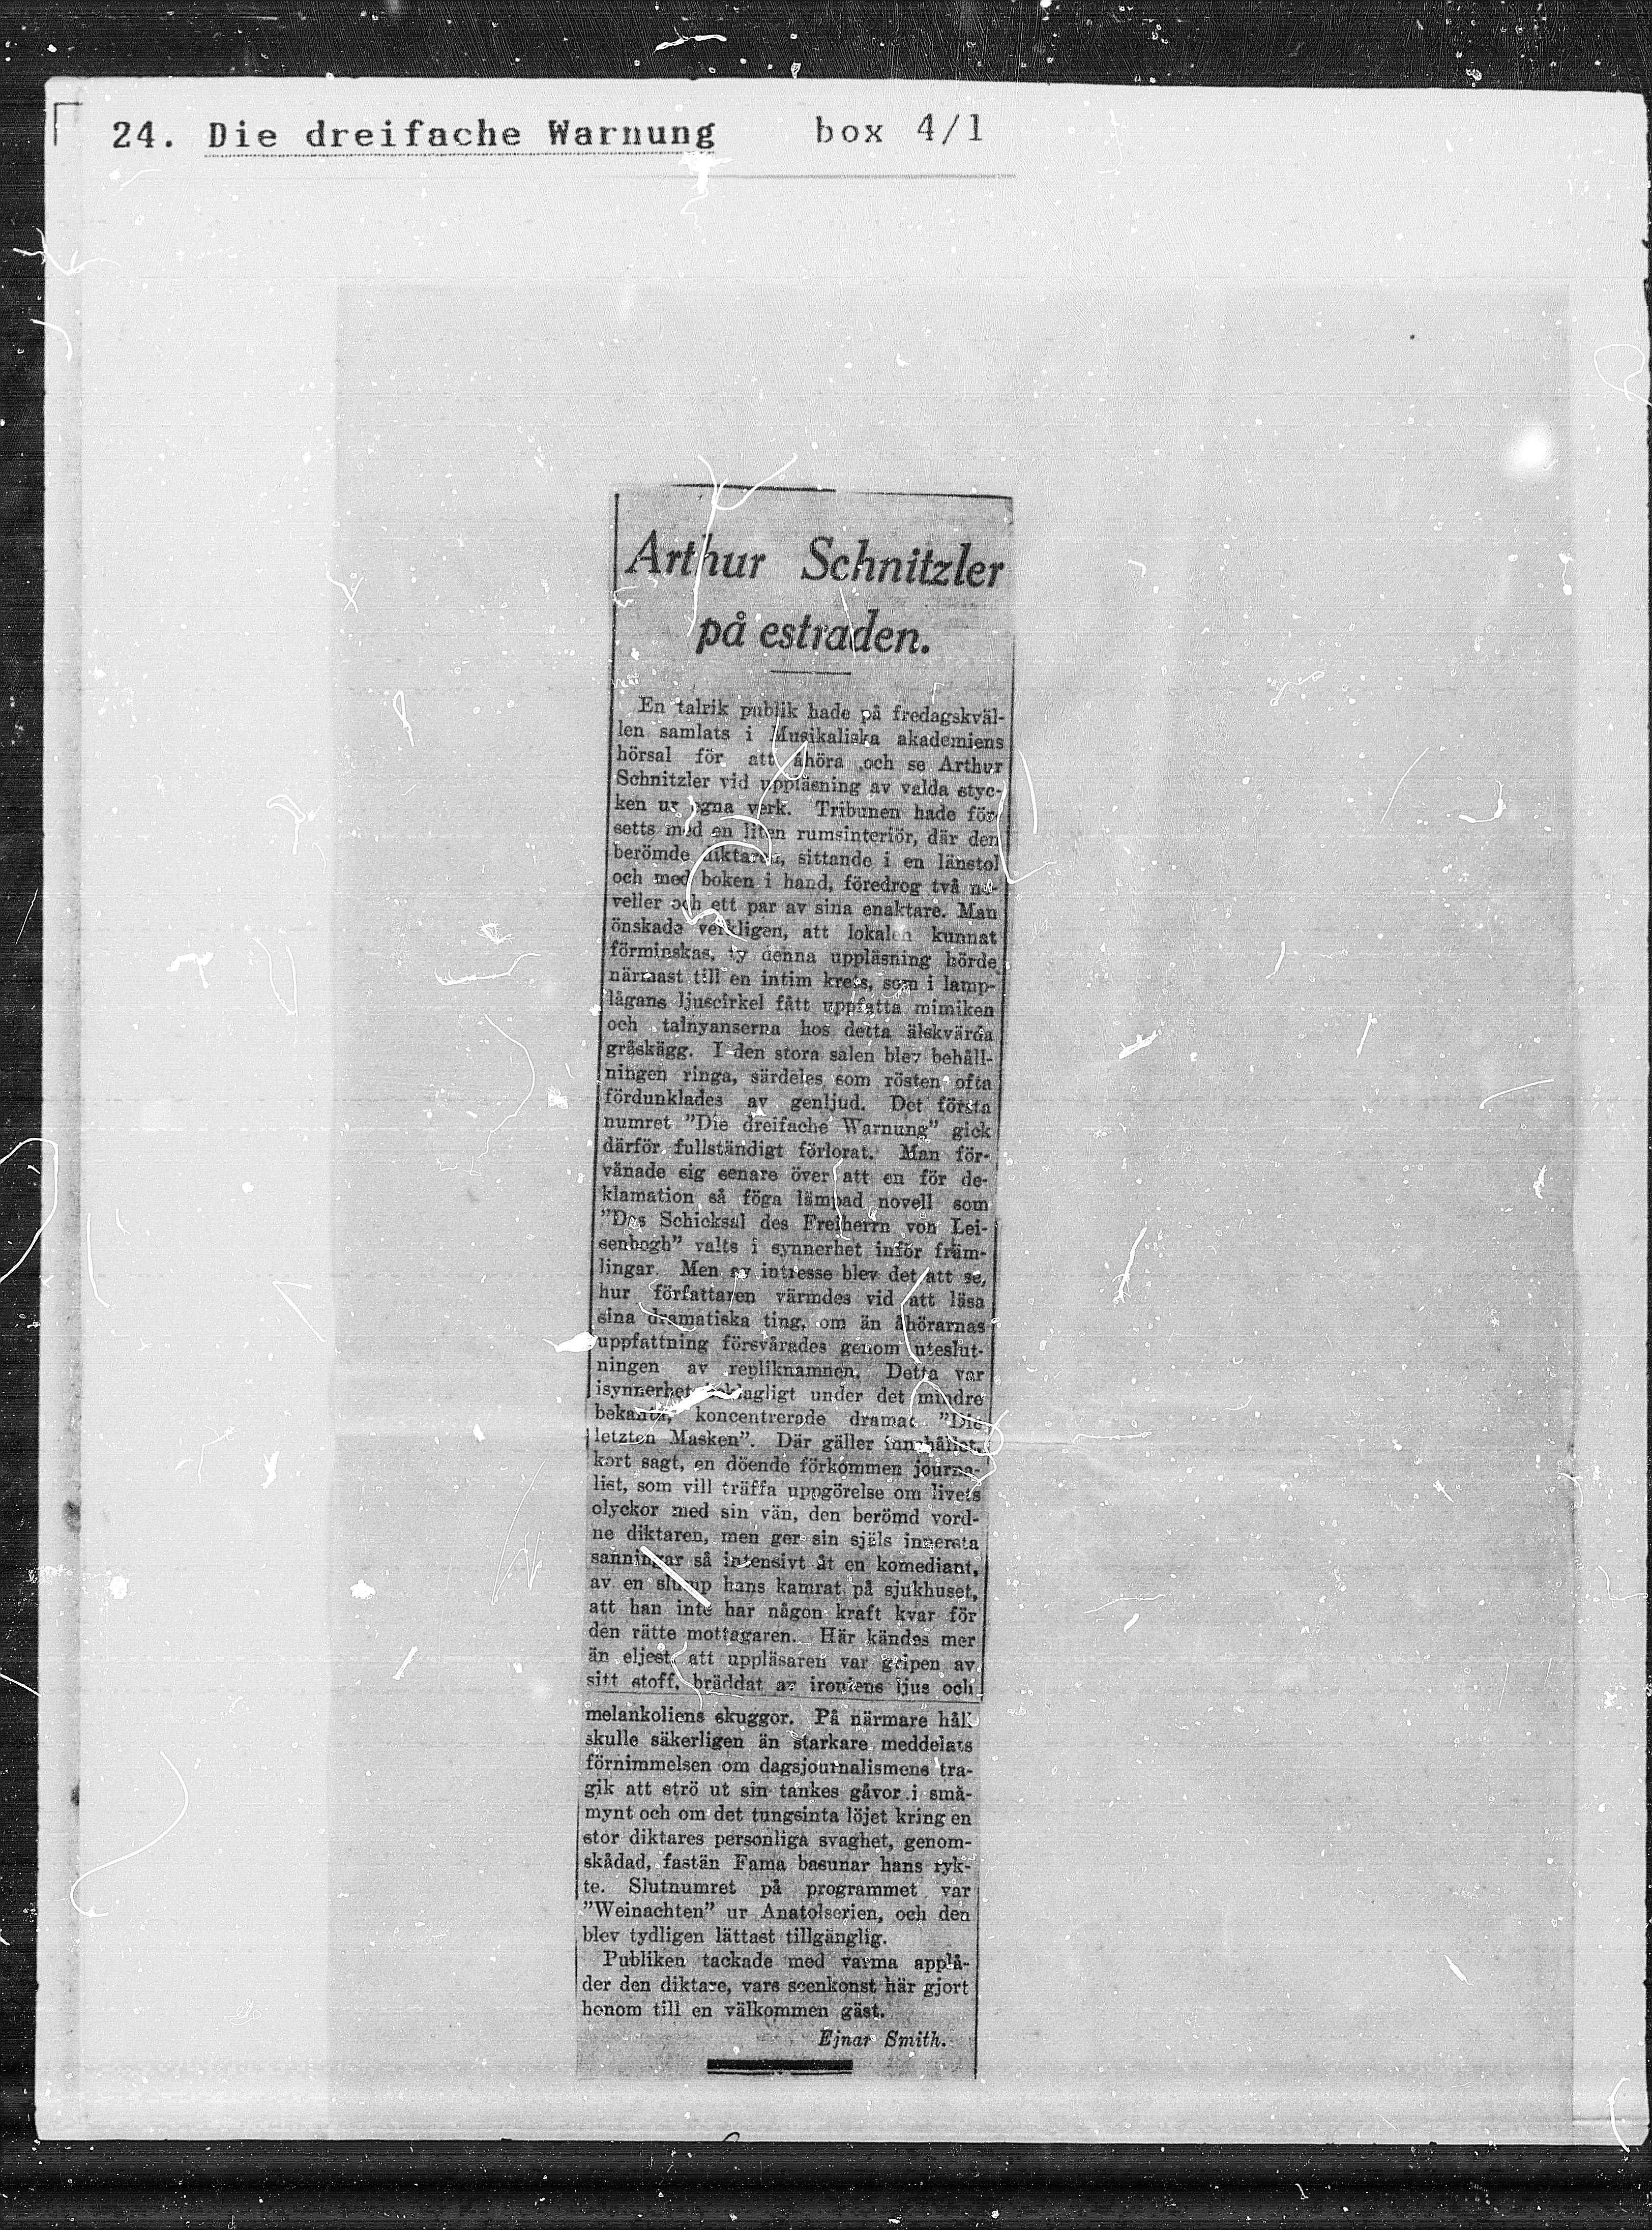 24. Die dreifache Warnung box 4/1
Arthur Schnitzler
på estraden.
En talrik publik hade på fredagskväl-
len samlats i Musikaliska akademiens
hörsal för att åhöra och se Arthur
Schnitzler vid uppläsning av valda styc-
ken ur egna verk. Tribunen hade för-
setts med en liten rumsinteriör, där den
berömde diktaren, sittande i en länstol
och med boken i hand, föredrog två no-
veller och ett par av sina enaktare. Man
önskade verkligen, att lokalen kunnat
förminskas, ty denna uppläsning hörde
närmast till en intim krets, som i lamp-
lågans ljuscirkel fått uppfatta mimiken
och talnyanserna hos detta älskvärda
gråskägg. I den stora salen blev behåll-
ningen ringa, särdeles som rösten ofta
fördunklades av genljud. Det första
numret "Die dreifache Warnung" gick
därför fullständigt förlorat. Man för-
vånade sig senare över att en för de-
klamation så föga lämpad novell som
"Das Schicksal des Freiherrn von Lei-
senbogh" valts i synnerhet inför främ-
lingar. Men av intresse blev det att se,
hur författaren värmdes vid att läsa
sina dramatiska ting, om än åhörarnas
uppfattning försvårades genom uteslut-
ningen av repliknamnen. Detta var
isynnerhet beklagligt under det mindre
bekanta, koncentrerade dramat "Die
letzten Masken". Där gäller innehållet,
kort sagt, en döende förkommen journa-
list, som vill träffa uppgörelse om livets
olyckor med sin vän, den berömd vord-
ne diktaren, men ger sin själs innersta
sanningar så intensivt åt en komediant,
av en slump hans kamrat på sjukhuset,
att han inte har någon kraft kvar för
den rätte mottagaren. Här kändes mer
än eljest, att uppläsaren var gripen av
sitt stoff, bräddat av ironiens ljus och
melankoliens skuggor. På närmare håll
skulle säkerligen än starkare meddelats
förnimmelsen om dagsjournalismens tra-
gik att strö ut sin tankes gåvor i små-
mynt och om det tungsinta löjet kring en
stor diktares personliga svaghet, genom-
skådad, fastän Fama basunar hans ryk-
te. Slutnumret på programmet var
"Weinachten" ur Anatolserien, och den
blev tydligen lättast tillgänglig.
Publiken tackade med varma applå-
der den diktare, vars scenkonst här gjort
honom till en välkommen gäst.
Ejnar Smith.